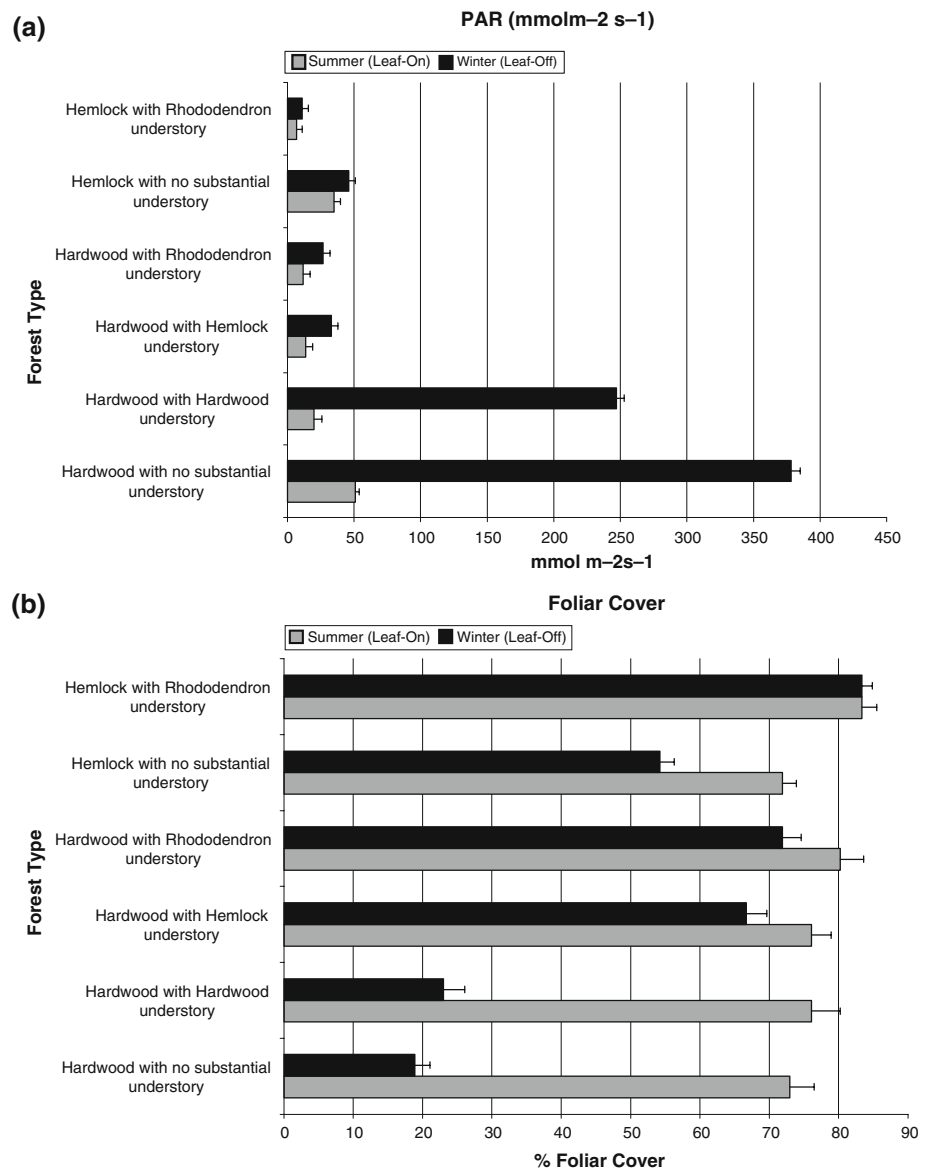 (a)
PAR (mmolm–2 s–1)
Summer (Leaf-On) Winter (Leaf-Off)
Forest Type
Hemlock with Rhododendron
understory
Hemlock with no substantial
understory
Hardwood with Rhododendron
understory
Hardwood with Hemlock
understory
Hardwood with Hardwood
understory
Hardwood with no substantial
understory
0 50 100 150 200 250 300 350 400 450
mmol m–2s–1
(b)
Foliar Cover
Summer (Leaf-On) Winter (Leaf-Off)
Forest Type
Hemlock with Rhododendron
understory
Hemlock with no substantial
understory
Hardwood with Rhododendron
understory
Hardwood with Hemlock
understory
Hardwood with Hardwood
understory
Hardwood with no substantial
understory
0 10 20 30 40 50 60 70 80 90
% Foliar Cover